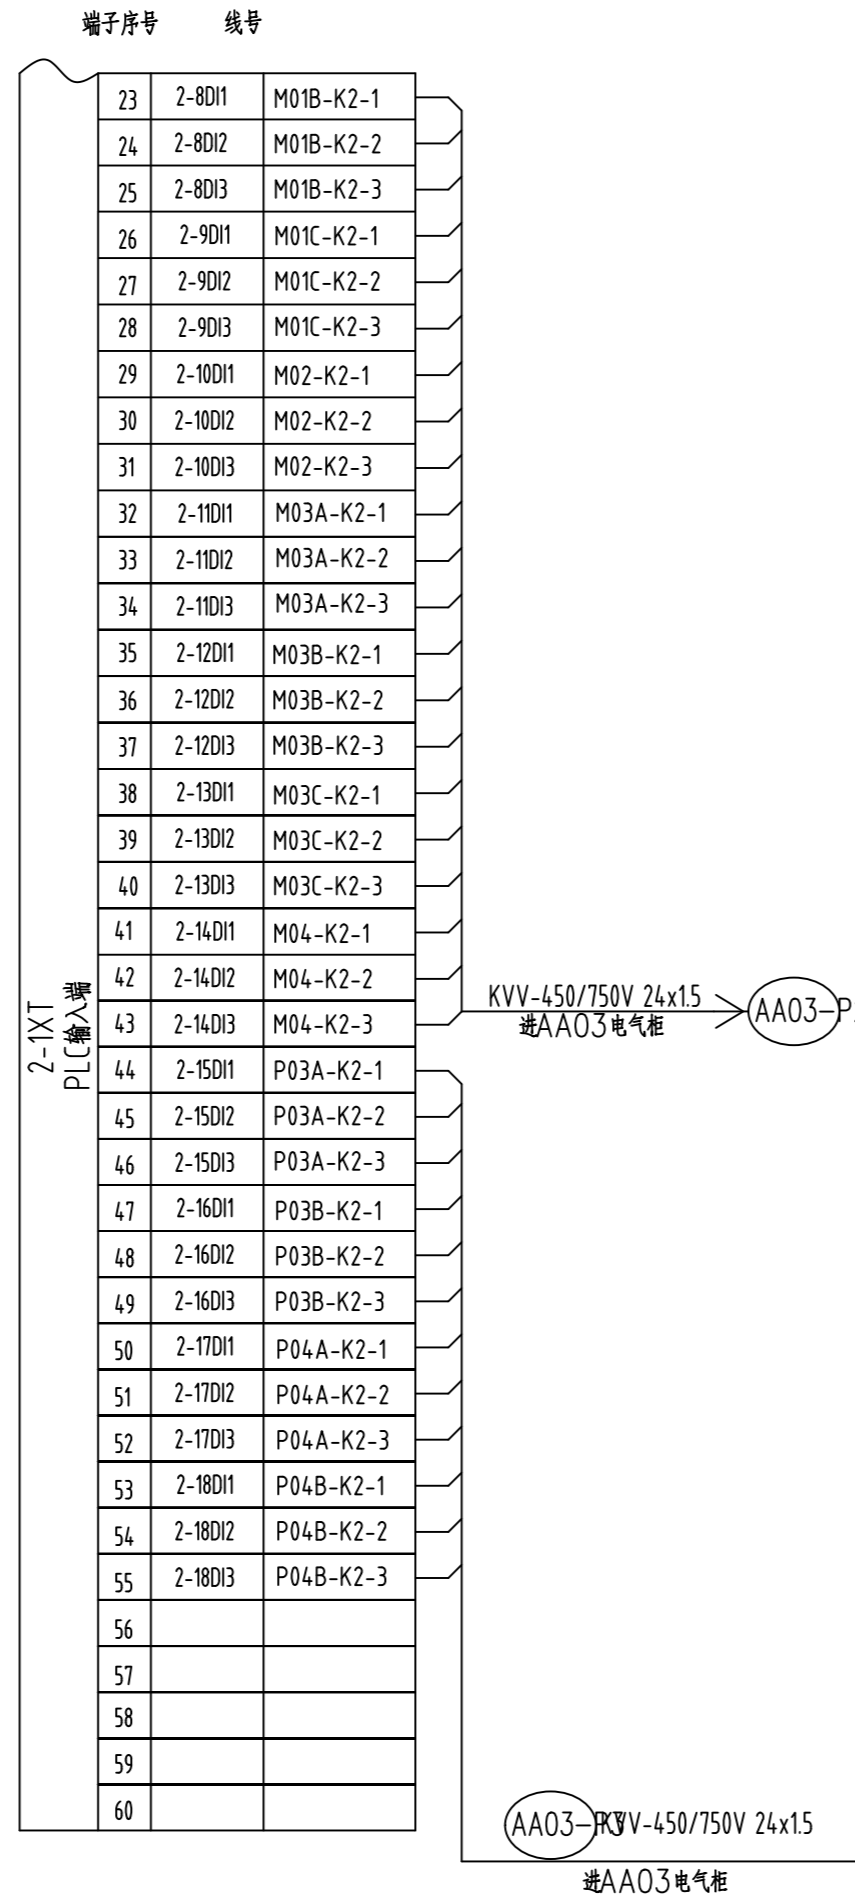 端子序号 线号
23 2-8DI1 M01B-K2-1
24 2-8DI2 M01B-K2-2
25 2-8DI3 M01B-K2-3
26 2-9DI1 M01C-K2-1
27 2-9DI2 M01C-K2-2
28 2-9DI3 M01C-K2-3
29 2-10DI1 M02-K2-1
30 2-10DI2 M02-K2-2
31 2-10DI3 M02-K2-3
32 2-11DI1 M03A-K2-1
33 2-11DI2 M03A-K2-2
34 2-11DI3 M03A-K2-3
35 2-12DI1 M03B-K2-1
36 2-12DI2 M03B-K2-2
37 2-12DI3 M03B-K2-3
38 2-13DI1 M03C-K2-1
39 2-13DI2 M03C-K2-2
40 2-13DI3 M03C-K2-3
41 2-14DI1 M04-K2-1
42 2-14DI2 M04-K2-2
43 2-14DI3 M04-K2-3
2-1XT
PLC输入端
KVV-450/750V 24x1.5
进AA03电气柜
AA03-P
44 2-15DI1 P03A-K2-1
45 2-15DI2 P03A-K2-2
46 2-15DI3 P03A-K2-3
47 2-16DI1 P03B-K2-1
48 2-16DI2 P03B-K2-2
49 2-16DI3 P03B-K2-3
50 2-17DI1 P04A-K2-1
51 2-17DI2 P04A-K2-2
52 2-17DI3 P04A-K2-3
53 2-18DI1 P04B-K2-1
54 2-18DI2 P04B-K2-2
55 2-18DI3 P04B-K2-3
56
57
58
59
60
AA03-P3
KVV-450/750V 24x1.5
进AA03电气柜